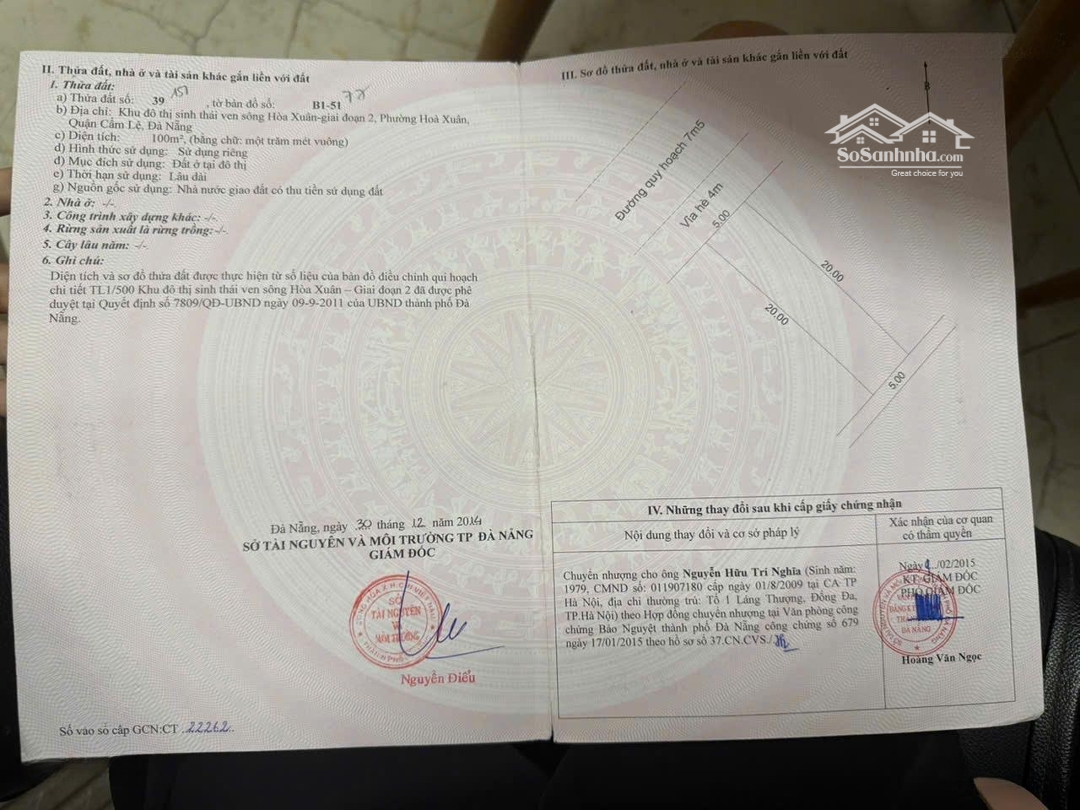 II. Thửa đất, nhà ở và tài sản khác gắn liền với đất
1. Thửa đất:
a) Thửa đất số: 39 151 , tờ bản đồ số: B1-51 77
b) Địa chỉ: Khu đô thị sinh thái ven sông Hòa Xuân-giai đoạn 2, Phường Hoà Xuân,
Quận Cẩm Lệ, Đà Nẵng
c) Diện tích: 100m², (bằng chữ: một trăm mét vuông)
d) Hình thức sử dụng: Sử dụng riêng
đ) Mục đích sử dụng: Đất ở tại đô thị
e) Thời hạn sử dụng: Lâu dài
g) Nguồn gốc sử dụng: Nhà nước giao đất có thu tiền sử dụng đất
2. Nhà ở: -/-
3. Công trình xây dựng khác: -/-
4. Rừng sản xuất là rừng trồng: -/-
5. Cây lâu năm: -/-
6. Ghi chú:
Diện tích và sơ đồ thửa đất được thực hiện từ số liệu của bản đồ điều chỉnh qui hoạch
chi tiết TL1/500 Khu đô thị sinh thái ven sông Hòa Xuân – Giai đoạn 2 đã được phê
duyệt tại Quyết định số 7809/QĐ-UBND ngày 09-9-2011 của UBND thành phố Đà
Nẵng.
Đà Nẵng, ngày 30 tháng 12 năm 2014
SỞ TÀI NGUYÊN VÀ MÔI TRƯỜNG TP ĐÀ NẴNG
GIÁM ĐỐC
SỞ
TÀI NGUYÊN
VÀ
MÔI TRƯỜNG
Nguyễn Điểu
Số vào sổ cấp GCN:CT 22262
III. Sơ đồ thửa đất, nhà ở và tài sản khác gắn liền với đất
B
SoSanhnha.com
Great choice for you
Đường quy hoạch 7m5
Vỉa hè 4m
5.00
20.00
20.00
5.00
IV. Những thay đổi sau khi cấp giấy chứng nhận
Nội dung thay đổi và cơ sở pháp lý
Xác nhận của cơ quan
có thẩm quyền
Chuyển nhượng cho ông Nguyễn Hữu Tri Nghĩa (Sinh năm:
1979, CMND số: 011907180 cấp ngày 01/8/2009 tại CA TP
Hà Nội, địa chỉ thường trú: Tổ 1 Láng Thượng, Đống Đa,
TP.Hà Nội) theo Hợp đồng chuyển nhượng tại Văn phòng công
chứng Bảo Nguyệt thành phố Đà Nẵng công chứng số 679
ngày 17/01/2015 theo hồ sơ số 37.CN.CVS./.
Ngày /02/2015
KT GIÁM ĐỐC
PHÓ GIÁM ĐỐC
ĐÀ NẴNG
Hoàng Văn Ngọc